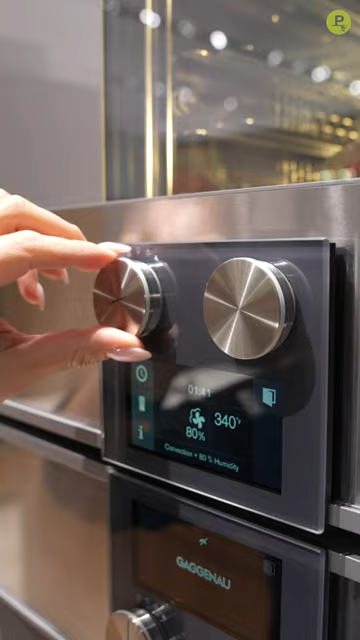 P
01:41
340°F
80%
i
Convection + 80 % Humidity
GAGGENAU